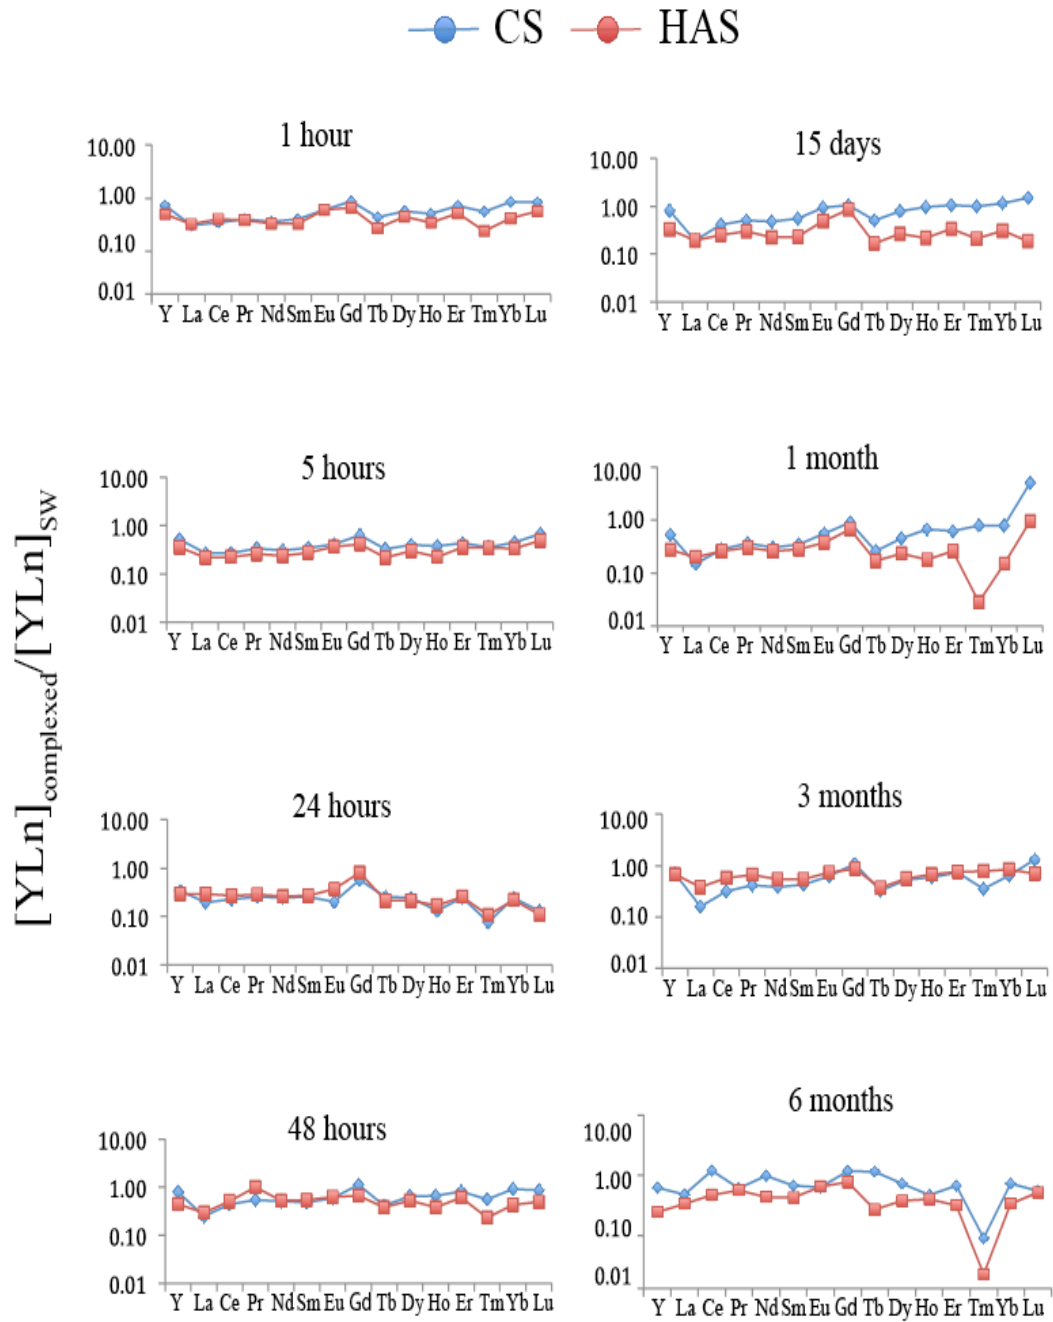 CS HAS
1 hour
10.00
1.00
0.10
0.01
Y La Ce Pr Nd Sm Eu Gd Tb Dy Ho Er Tm Yb Lu
15 days
10.00
1.00
0.10
0.01
Y La Ce Pr Nd Sm Eu Gd Tb Dy Ho Er Tm Yb Lu
5 hours
10.00
1.00
0.10
0.01
Y La Ce Pr Nd Sm Eu Gd Tb Dy Ho Er Tm Yb Lu
1 month
10.00
1.00
0.10
0.01
Y La Ce Pr Nd Sm Eu Gd Tb Dy Ho Er Tm Yb Lu
[YLn]complexed/[YLn]SW
24 hours
10.00
1.00
0.10
0.01
Y La Ce Pr Nd Sm Eu Gd Tb Dy Ho Er Tm Yb Lu
3 months
10.00
1.00
0.10
0.01
Y La Ce Pr Nd Sm Eu Gd Tb Dy Ho Er Tm Yb Lu
48 hours
10.00
1.00
0.10
0.01
Y La Ce Pr Nd Sm Eu Gd Tb Dy Ho Er Tm Yb Lu
6 months
10.00
1.00
0.10
0.01
Y La Ce Pr Nd Sm Eu Gd Tb Dy Ho Er Tm Yb Lu